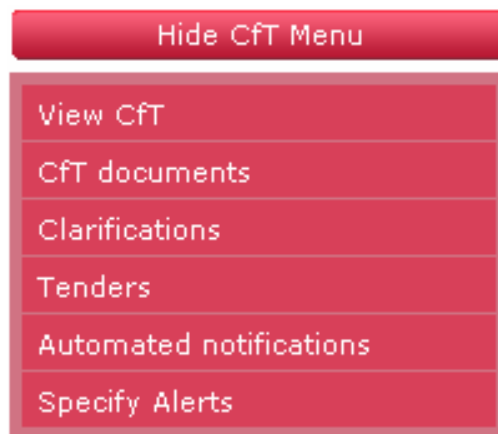 Hide CfT Menu
View CfT
CfT documents
Clarifications
Tenders
Automated notifications
Specify Alerts